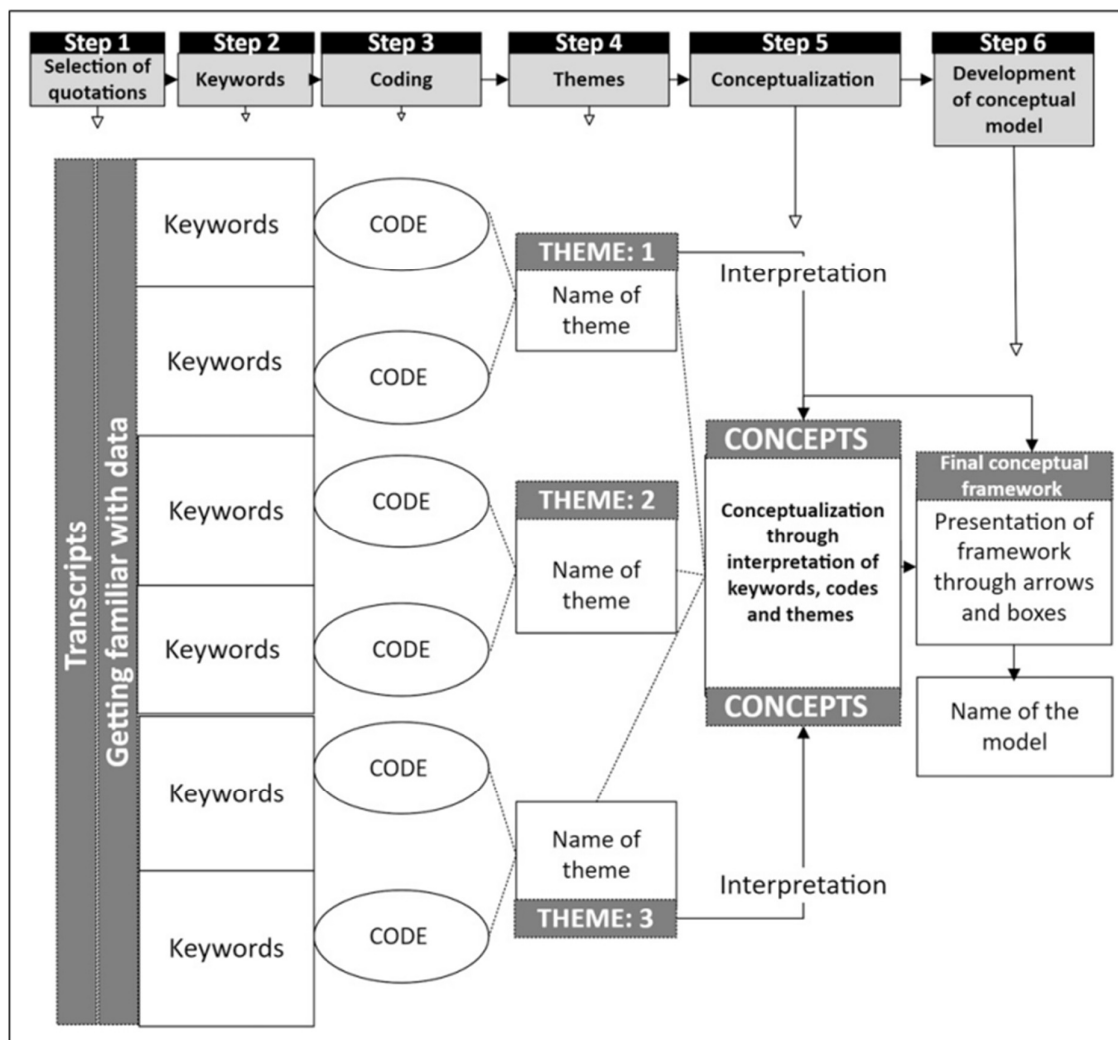 Step 1
Selection of
quotations
Step 2
Keywords
Step 3
Coding
Step 4
Themes
Step 5
Conceptualization
Step 6
Development
of conceptual
model
Transcripts
Getting familiar with data
Keywords
Keywords
Keywords
Keywords
Keywords
Keywords
CODE
CODE
CODE
CODE
CODE
CODE
THEME: 1
Name of
theme
THEME: 2
Name of
theme
Name of
theme
THEME: 3
Interpretation
CONCEPTS
Conceptualization
through
interpretation of
keywords, codes
and themes
CONCEPTS
Interpretation
Final conceptual
framework
Presentation of
framework
through arrows
and boxes
Name of the
model